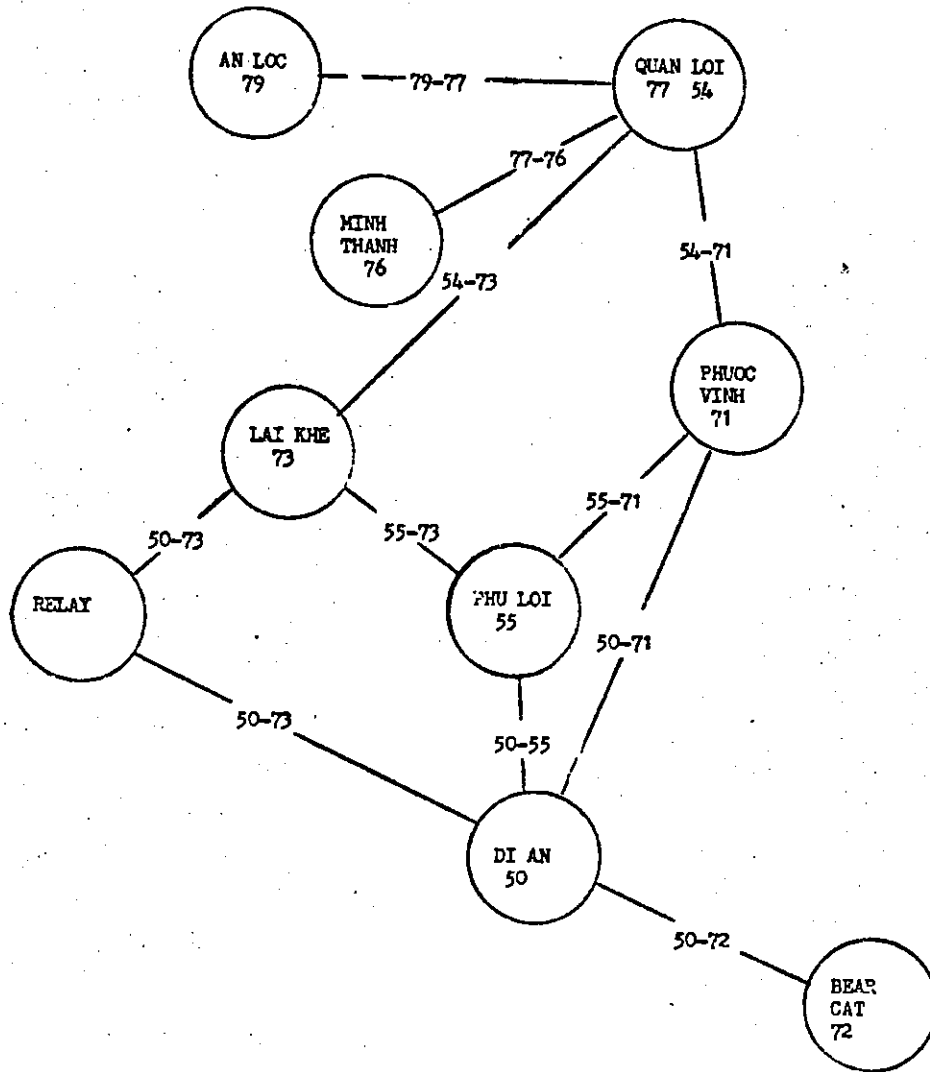 AN LOC
79
79-77
QUAN LOI
77 54
77-76
MINH
THANH
76
54-73
54-71
PHUOC
VINH
71
LAI KHE
73
50-73
55-73
55-71
RELAY
PHU LOI
55
50-71
50-73
50-55
DI AN
50
50-72
BEAR
CAT
72